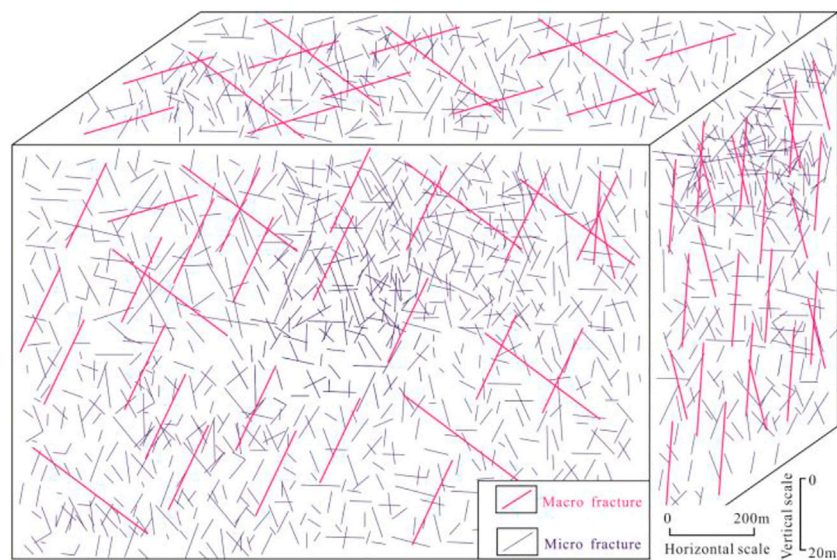 Macro fracture
Micro fracture
0 200m
Horizontal scale
Vertical scale
0
20m